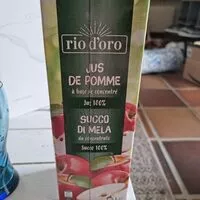 rio d'oro
JUS
DE POMME
à base de concentré
Jus 100%
SUCCO
DI MELA
da concentrato
Succo 100%